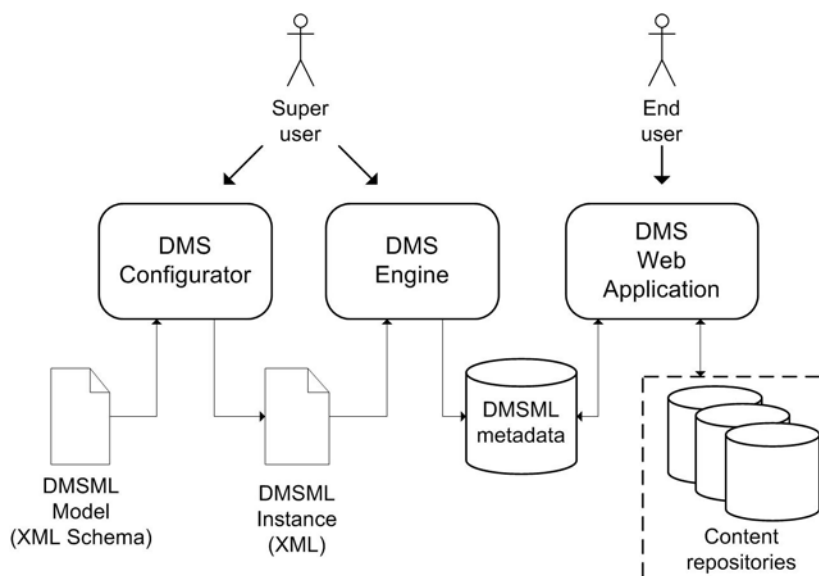 Super
user
End
user
DMS
Configurator
DMS
Engine
DMS
Web
Application
DMSML
metadata
DMSML
Model
(XML Schema)
DMSML
Instance
(XML)
Content
repositories